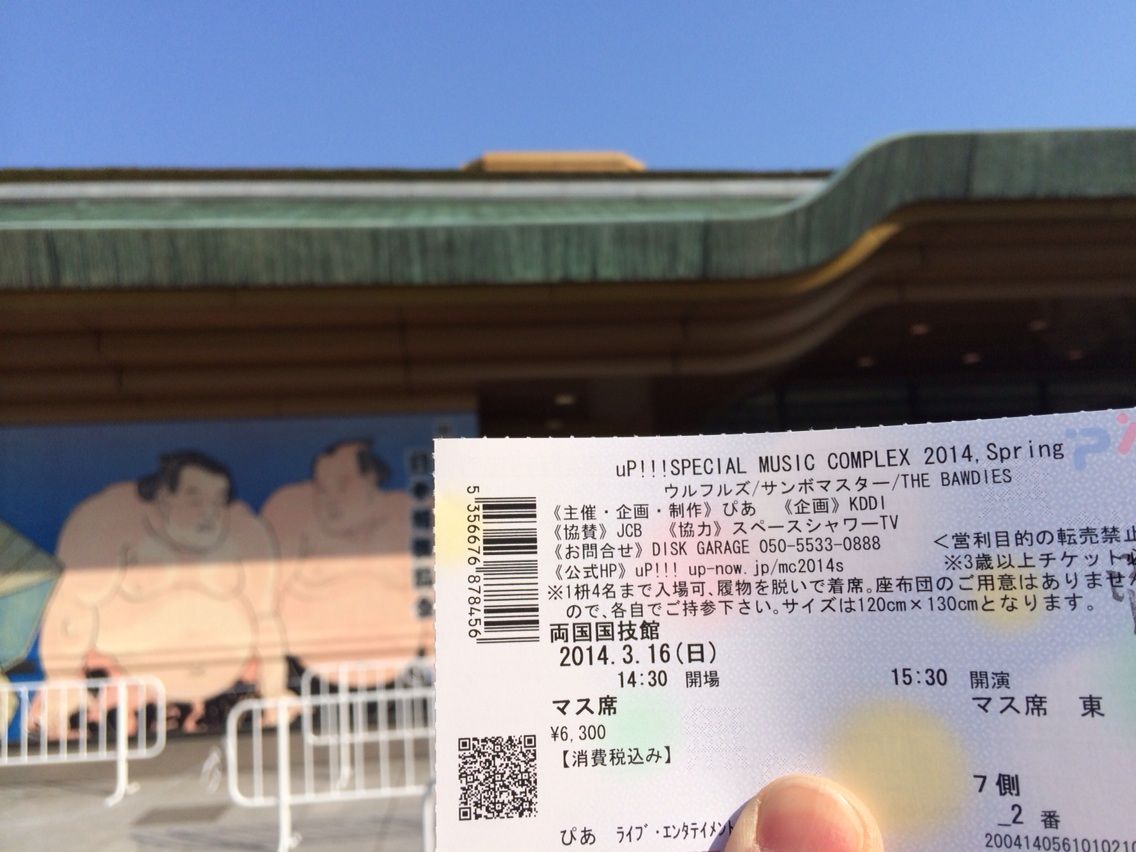 uP!!!SPECIAL MUSIC COMPLEX 2014,Spring
ウルフルズ/サンボマスター/THE BAWDIES
《主催・企画・制作》ぴあ 《企画》KDDI
《協賛》JCB 《協力》スペースシャワーTV
《お問合せ》DISK GARAGE 050-5533-0888
<営利目的の転売禁止
《公式HP》uP!!! up-now.jp/mc2014s
※3歳以上チケット
※1枡4名まで入場可、履物を脱いで着席。座布団のご用意はありません
ので、各自でご持参下さい。サイズは120cm×130cmとなります。
両国国技館
2014.3.16(日)
14:30 開場 15:30 開演
マス席 マス席 東
¥6,300
【消費税込み】
7側
2番
ぴあ ライブ・エンタテイメント
2004140561010210
5 356676 878456
日本相撲協会